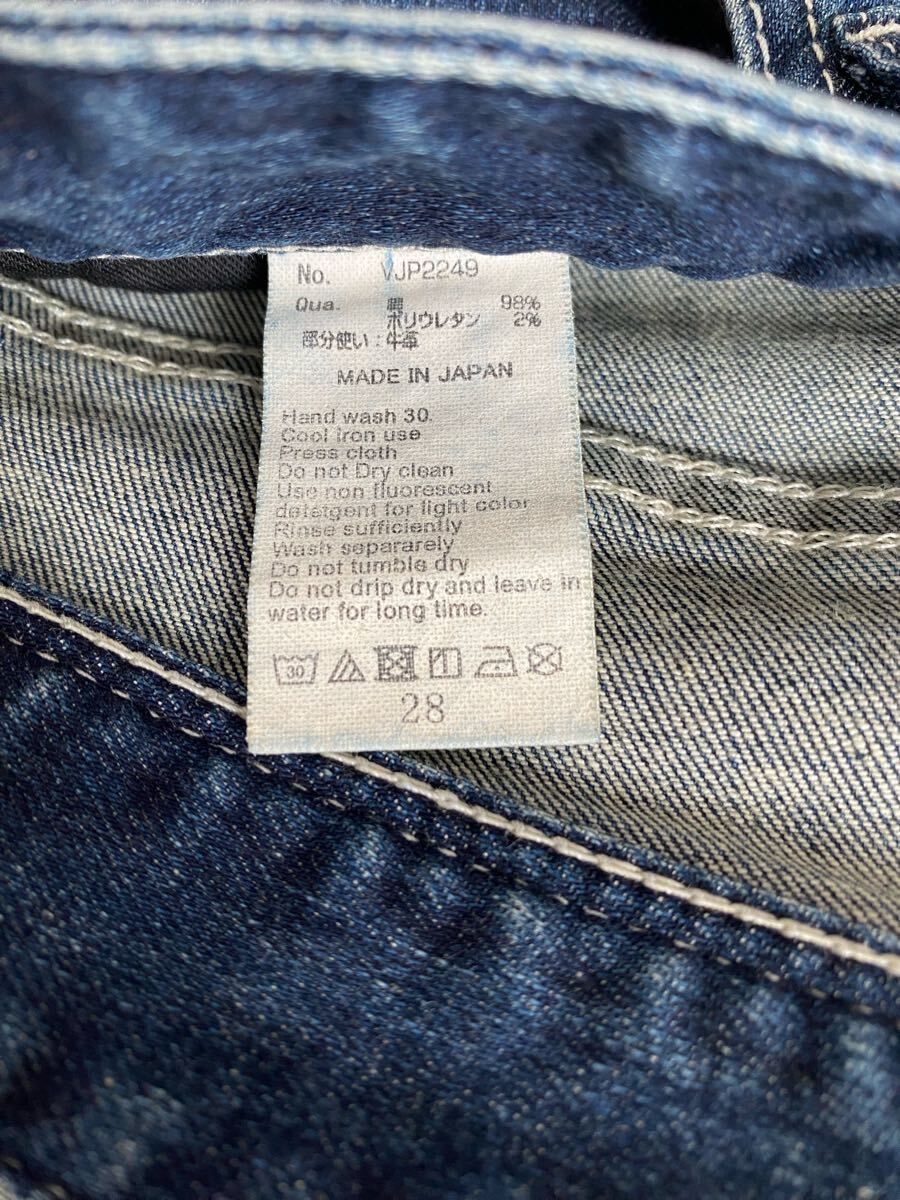 No. VJP2249
Qua. 綿 98%
ポリウレタン 2%
部分使い：牛革
MADE IN JAPAN
Hand wash 30.
Cool iron use
Press cloth
Do not Dry clean
Use non fluorescent
detetgent for light color
Rinse sufficiently
Wash separarely
Do not tumble dry
Do not drip dry and leave in
water for long time.
30
28